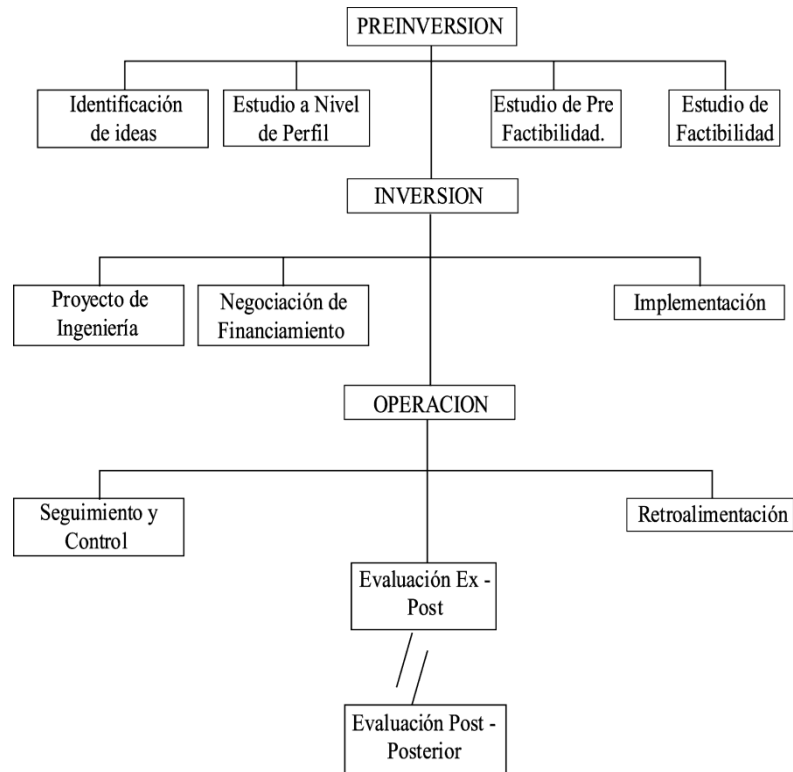 PREINVERSION
Identificación
de ideas
Estudio a Nivel
de Perfil
Estudio de Pre
Factibilidad.
Estudio de
Factibilidad
INVERSION
Proyecto de
Ingeniería
Negociación de
Financiamiento
Implementación
OPERACION
Seguimiento y
Control
Retroalimentación
Evaluación Ex -
Post
Evaluación Post -
Posterior